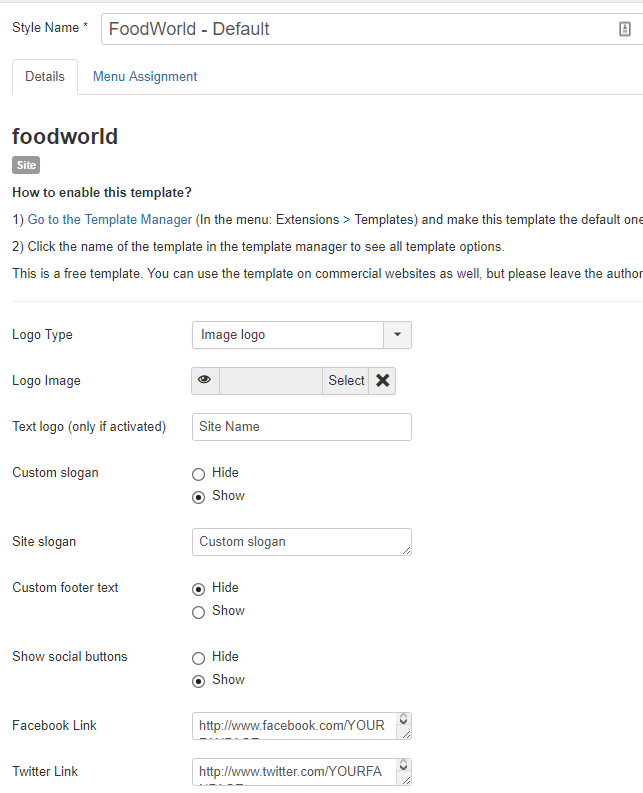 Style Name * FoodWorld - Default
Details Menu Assignment
foodworld
Site
How to enable this template?
1) Go to the Template Manager (In the menu: Extensions > Templates) and make this template the default one
2) Click the name of the template in the template manager to see all template options.
This is a free template. You can use the template on commercial websites as well, but please leave the author
Logo Type Image logo
Logo Image Select
Text logo (only if activated) Site Name
Custom slogan Hide
Show
Site slogan Custom slogan
Custom footer text Hide
Show
Show social buttons Hide
Show
Facebook Link http://www.facebook.com/YOUR
Twitter Link http://www.twitter.com/YOURFA